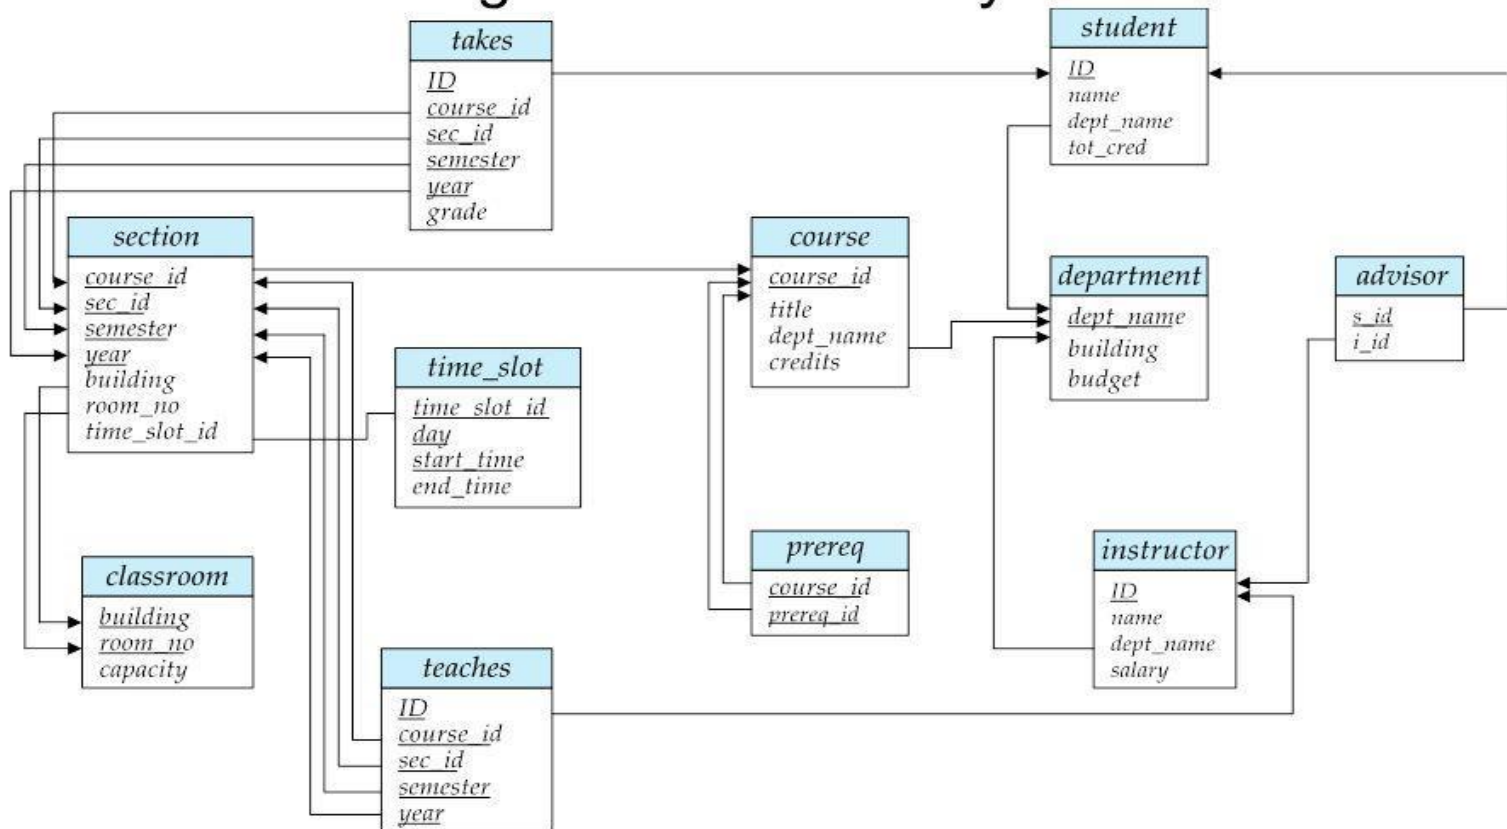 takes
ID
course_id
sec_id
semester
year
grade
student
ID
name
dept_name
tot_cred
section
course_id
sec_id
semester
year
building
room_no
time_slot_id
time_slot
time_slot_id
day
start_time
end_time
course
course_id
title
dept_name
credits
department
dept_name
building
budget
advisor
s_id
i_id
classroom
building
room_no
capacity
prereq
course_id
prereq_id
instructor
ID
name
dept_name
salary
teaches
ID
course_id
sec_id
semester
year